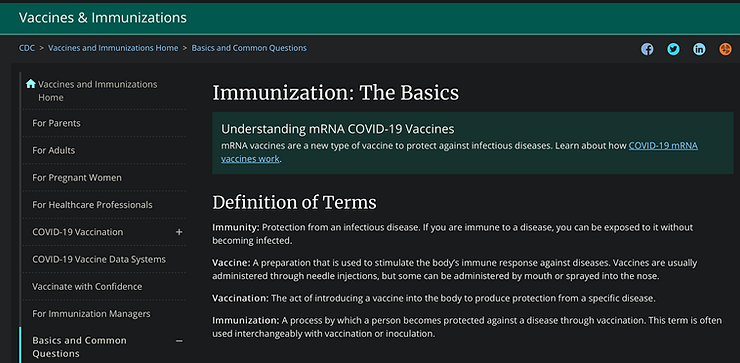 Vaccines & Immunizations
CDC > Vaccines and Immunizations Home > Basics and Common Questions
Vaccines and Immunizations
Home
For Parents
For Adults
For Pregnant Women
For Healthcare Professionals
COVID-19 Vaccination +
COVID-19 Vaccine Data Systems
Vaccinate with Confidence
For Immunization Managers
Basics and Common
Questions −
Immunization: The Basics
Understanding mRNA COVID-19 Vaccines
mRNA vaccines are a new type of vaccine to protect against infectious diseases. Learn about how COVID-19 mRNA
vaccines work.
Definition of Terms
Immunity: Protection from an infectious disease. If you are immune to a disease, you can be exposed to it without
becoming infected.
Vaccine: A preparation that is used to stimulate the body's immune response against diseases. Vaccines are usually
administered through needle injections, but some can be administered by mouth or sprayed into the nose.
Vaccination: The act of introducing a vaccine into the body to produce protection from a specific disease.
Immunization: A process by which a person becomes protected against a disease through vaccination. This term is often
used interchangeably with vaccination or inoculation.